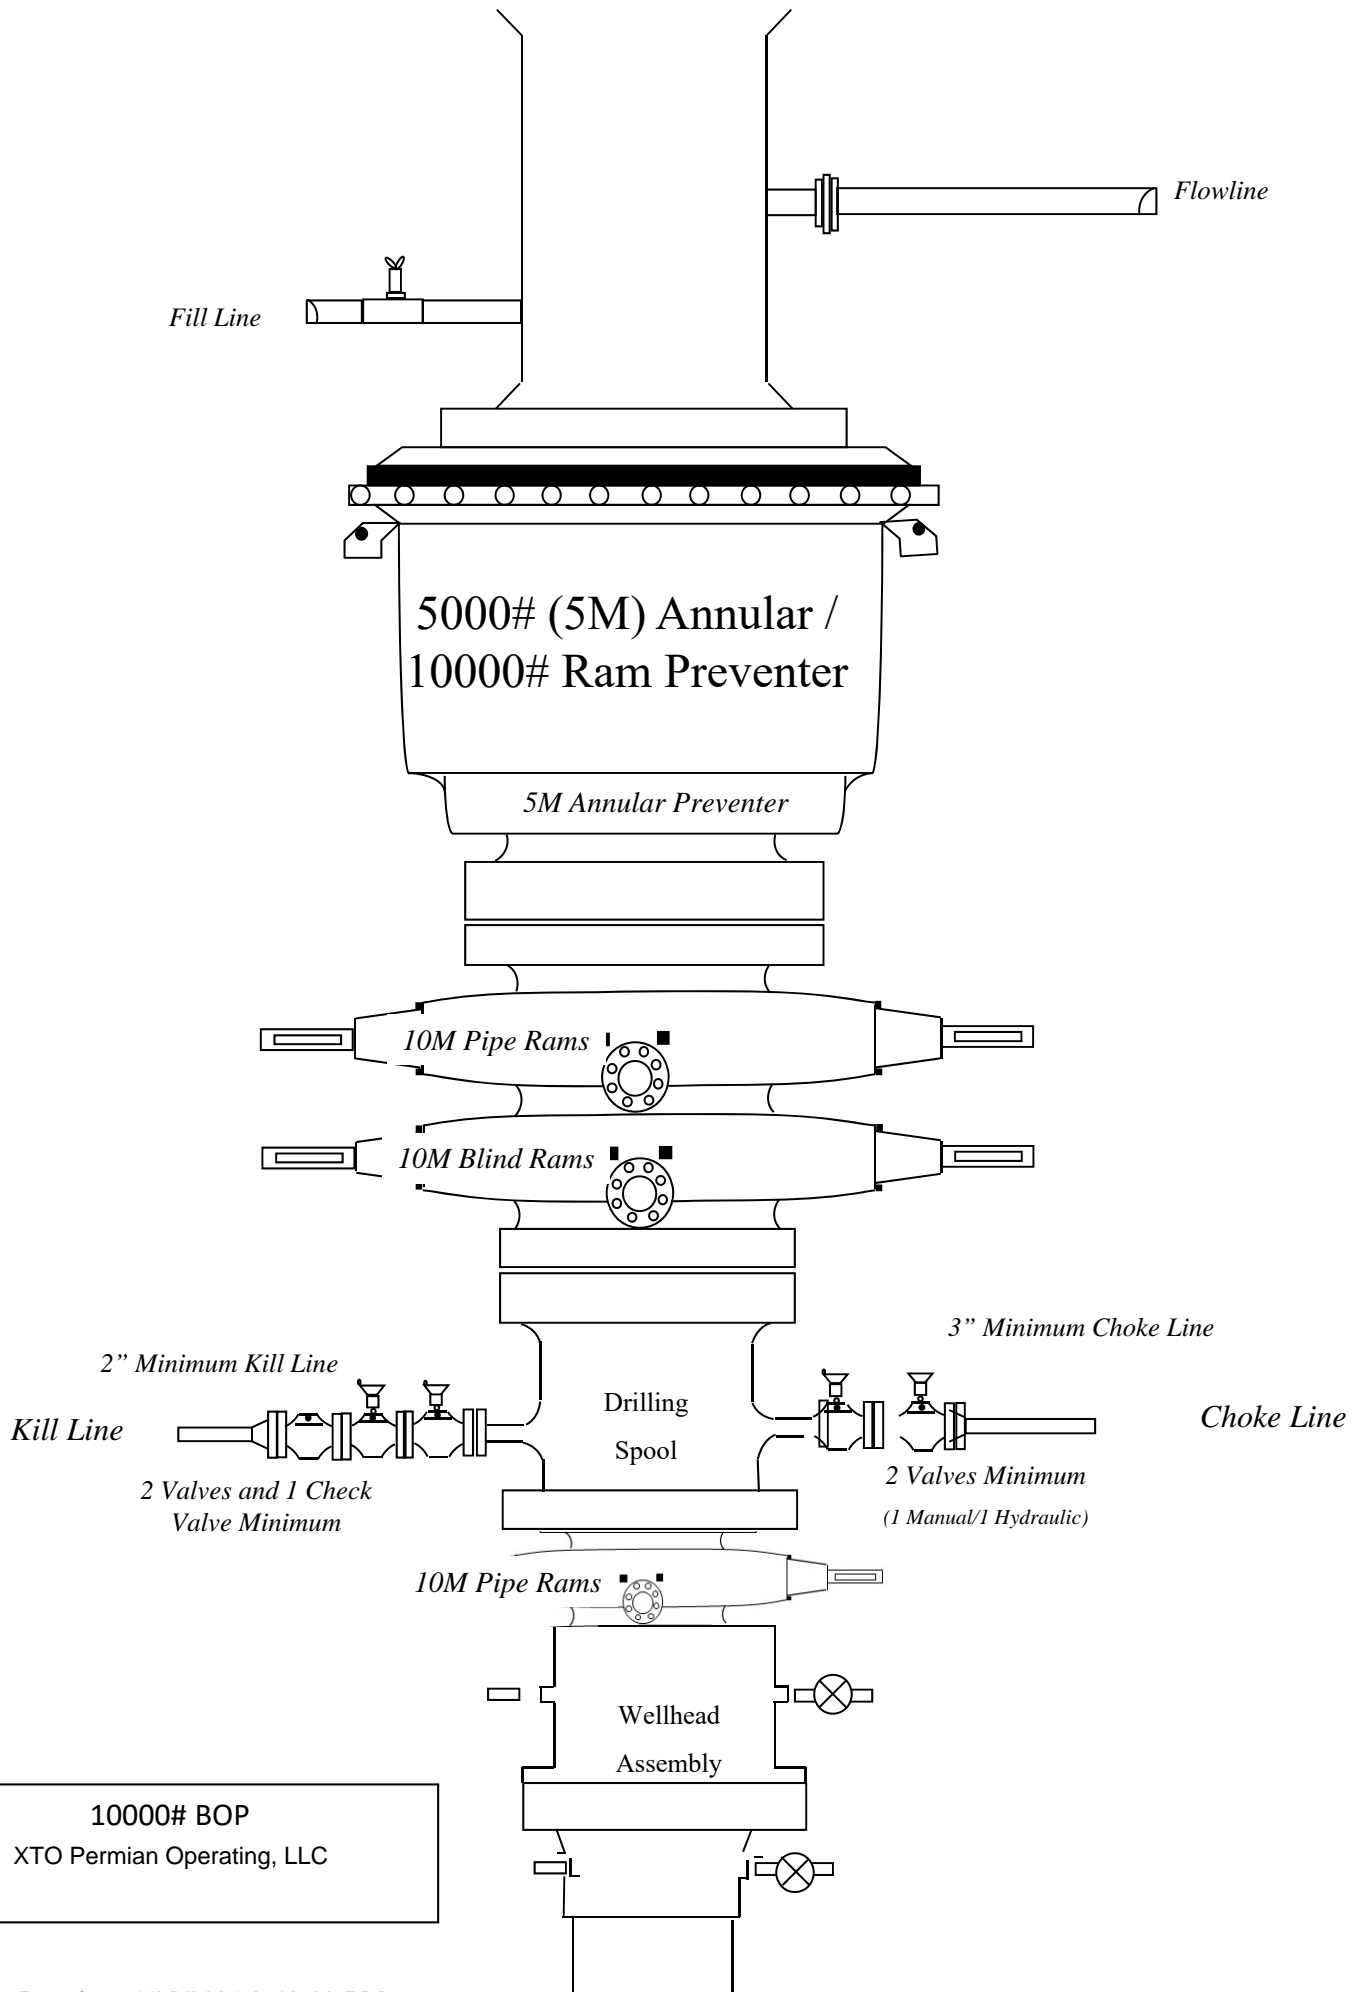 Flowline
Fill Line
5000# (5M) Annular /
10000# Ram Preventer
5M Annular Preventer
10M Pipe Rams
10M Blind Rams
3” Minimum Choke Line
2” Minimum Kill Line
Drilling
Spool
Kill Line
Choke Line
2 Valves and 1 Check
Valve Minimum
2 Valves Minimum
(1 Manual/1 Hydraulic)
10M Pipe Rams
Wellhead
Assembly
10000# BOP
XTO Permian Operating, LLC